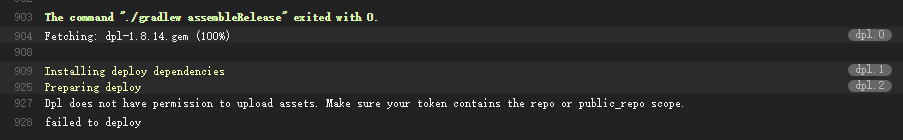 903 The command "./gradlew assembleRelease" exited with 0.
904 Fetching: dpl-1.8.14.gem (100%) dpl.0
908
909 Installing deploy dependencies dpl.1
925 Preparing deploy dpl.2
927 Dpl does not have permission to upload assets. Make sure your token contains the repo or public_repo scope.
928 failed to deploy